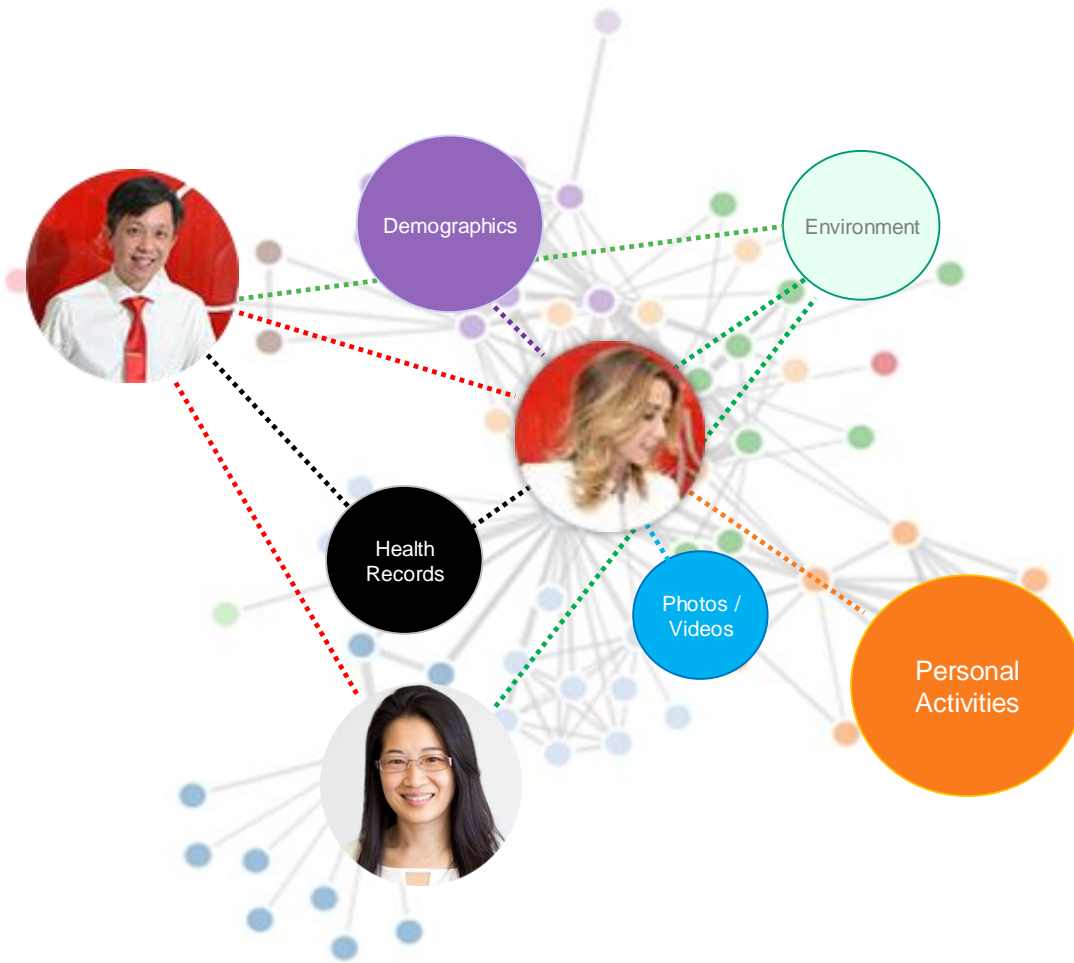 Demographics
Environment
Health
Records
Photos /
Videos
Personal
Activities